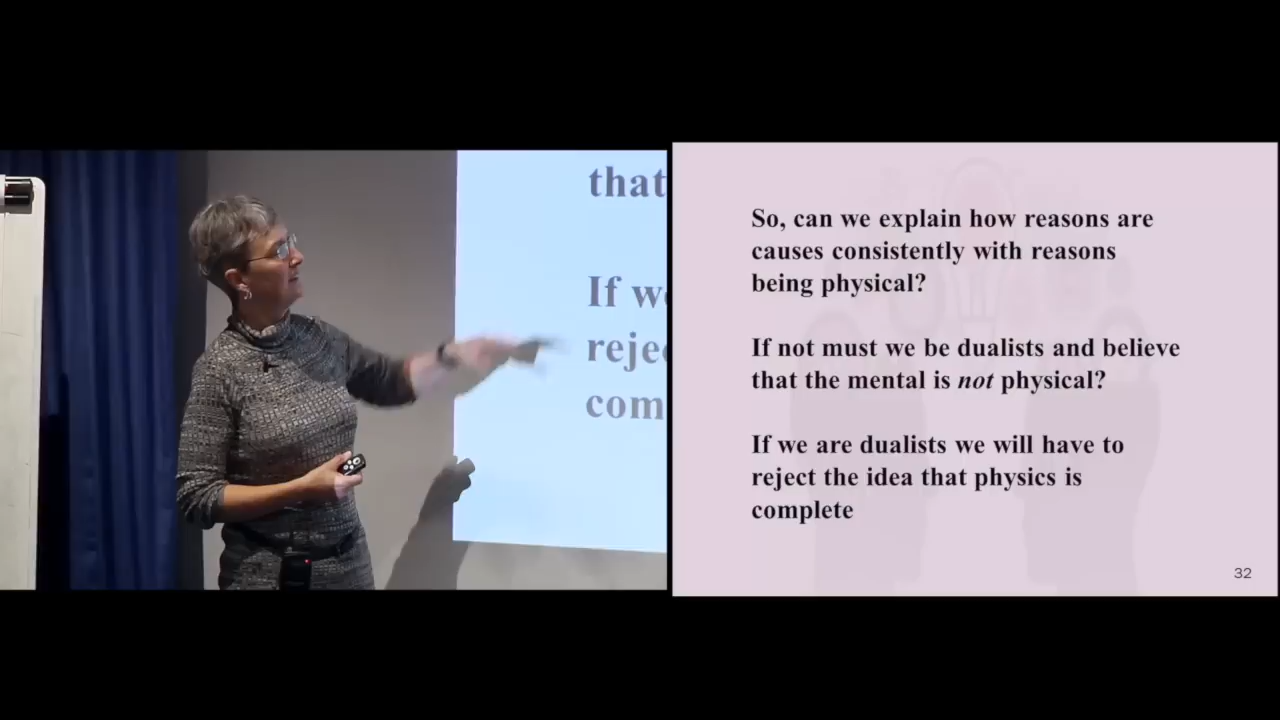 that
If we
rejec
com
So, can we explain how reasons are
causes consistently with reasons
being physical?
If not must we be dualists and believe
that the mental is not physical?
If we are dualists we will have to
reject the idea that physics is
complete
32